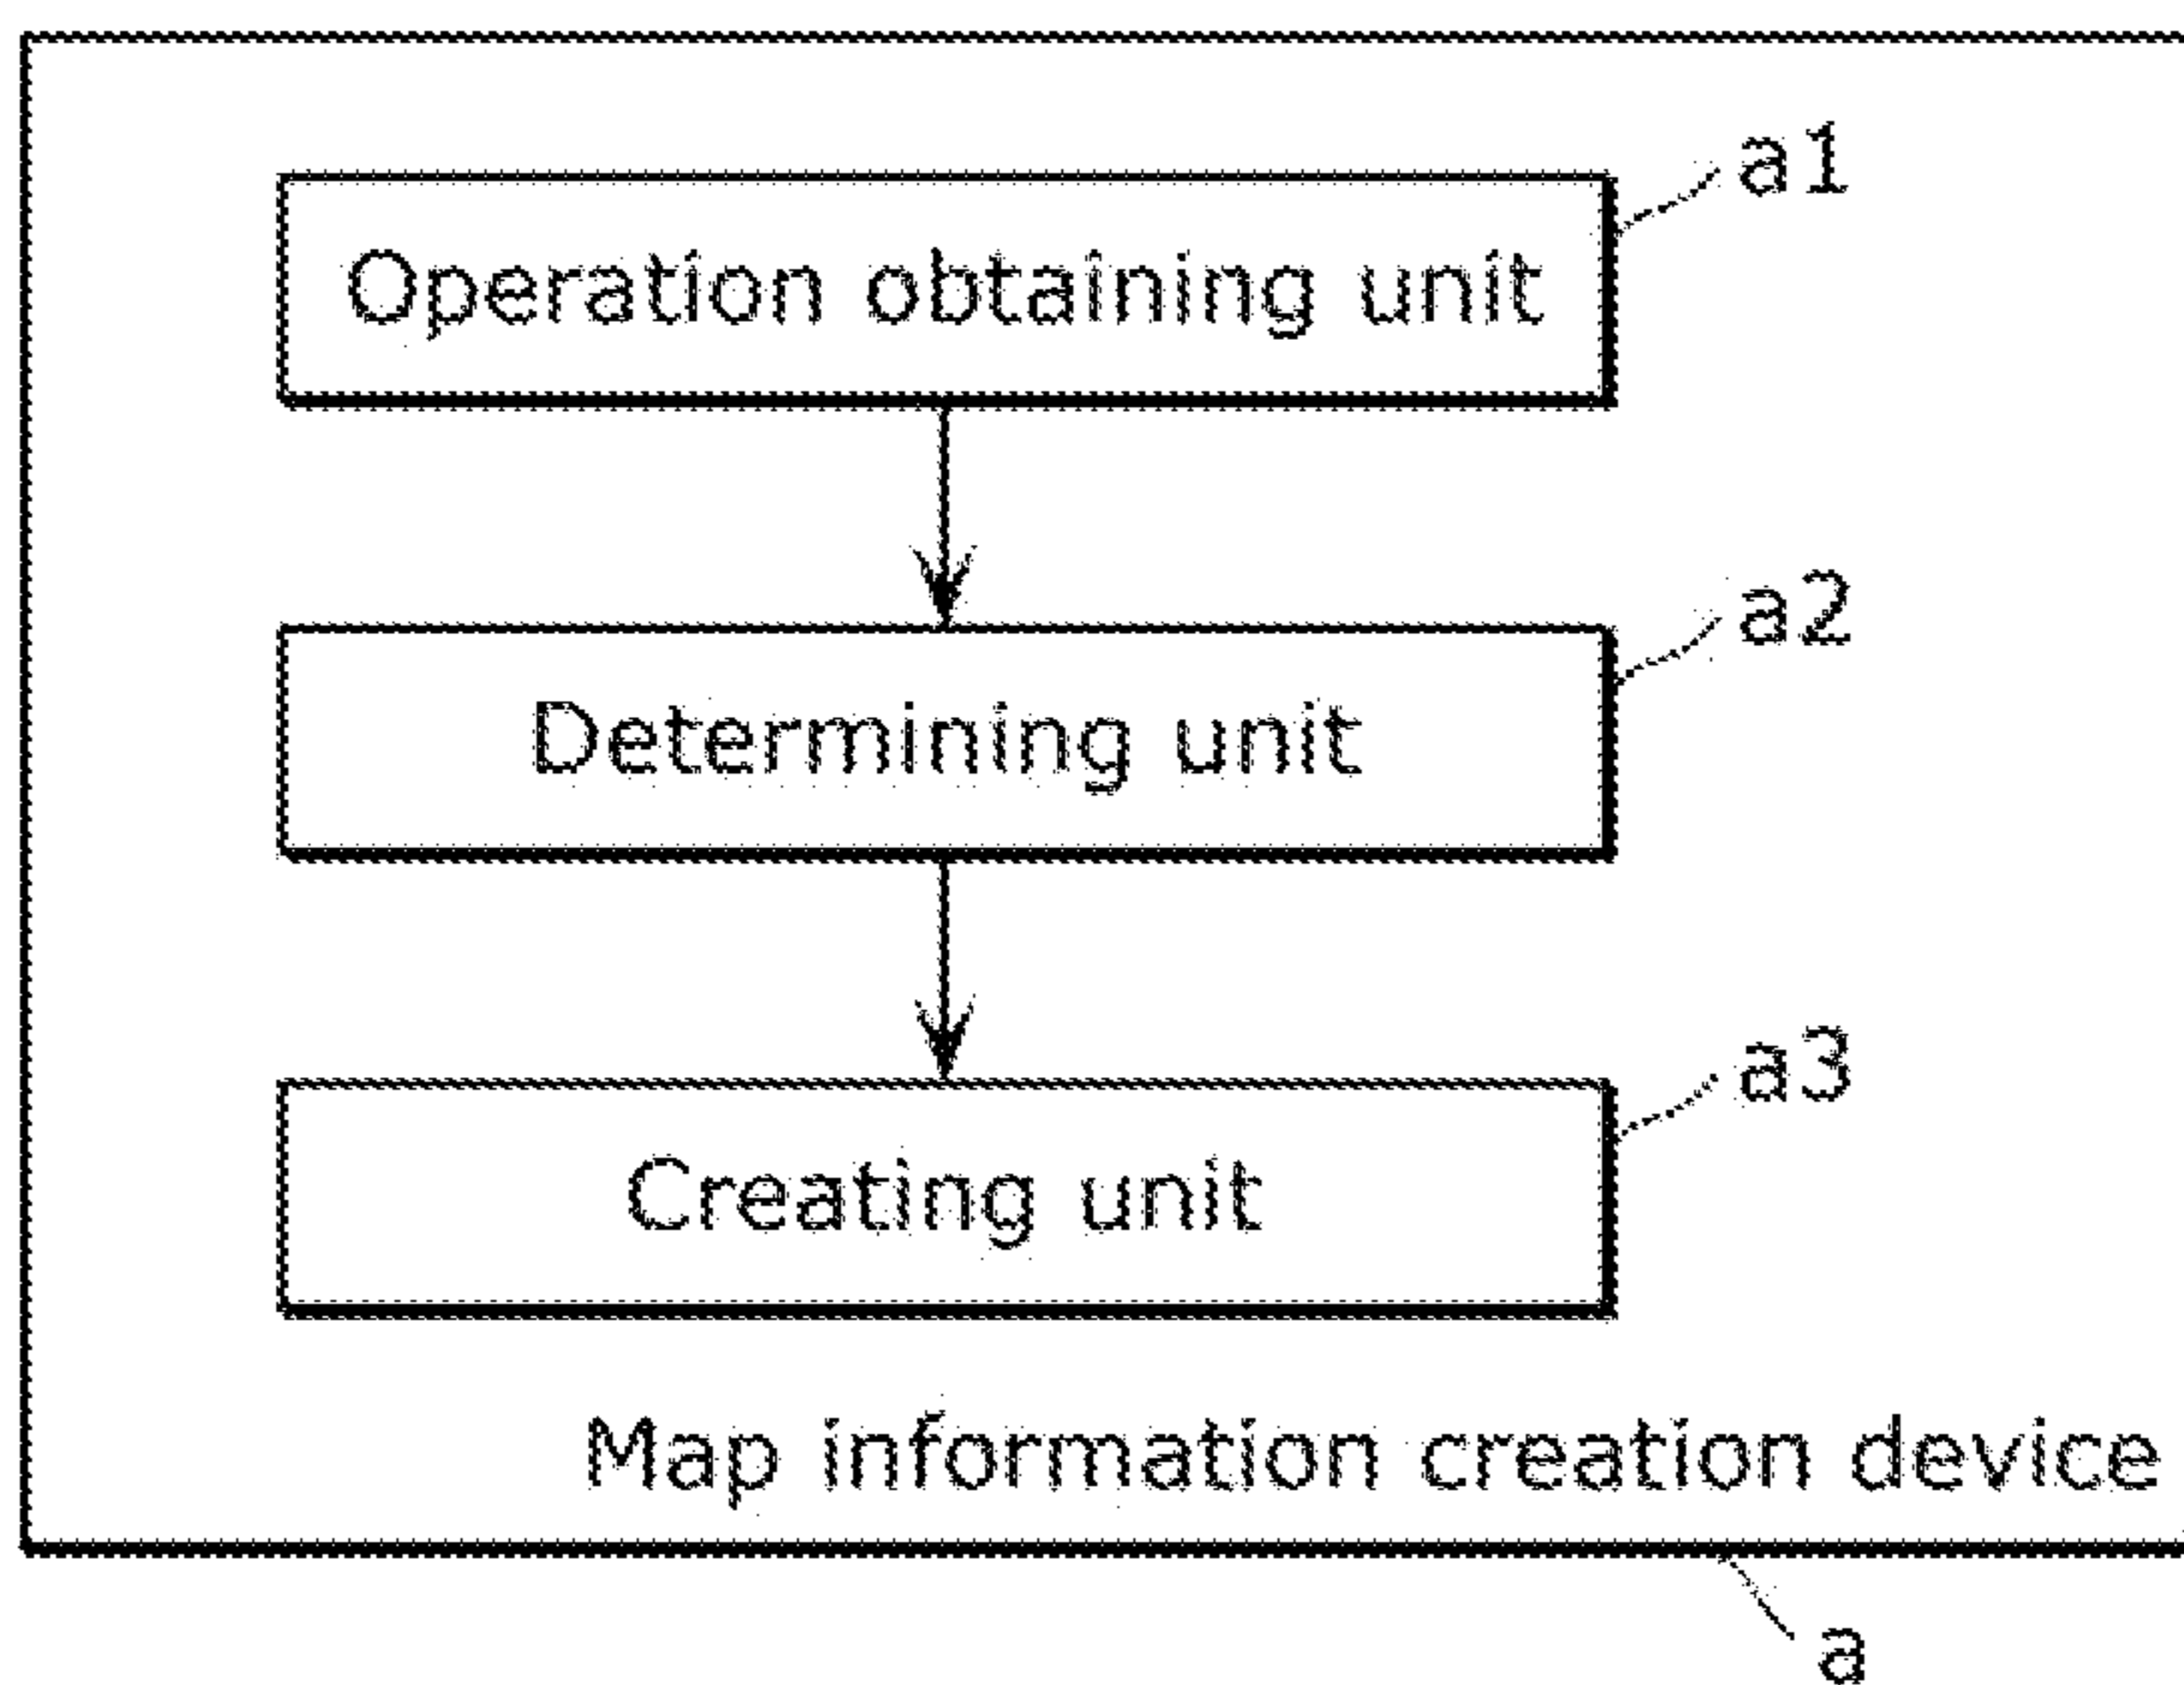 a1
Operation obtaining unit
a2
Determining unit
a3
Creating unit
Map information creation device
a